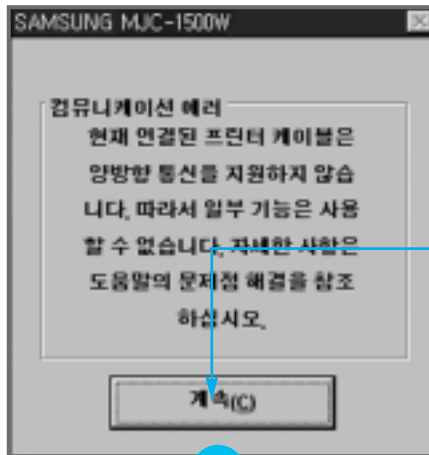 SAMSUNG MJC-1500W
컴뮤니케이션 에러
현재 연결된 프린터 케이블은
양방향 통신을 지원하지 않습
니다. 따라서 일부 기능은 사용
할 수 없습니다. 자세한 사항은
도움말의 문제점 해결을 참조
하십시오.
계속(C)